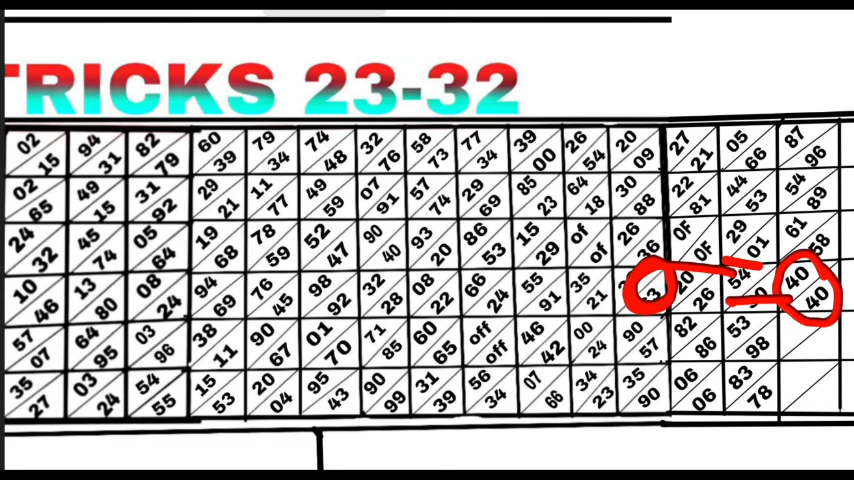 TRICKS 23-32
02 15 94 31 82 79 60 39 79 34 74 48 32 76 58 73 77 34 39 00 26 54 20 09 27 21 05 66 87 96
02 65 49 15 31 92 29 21 11 77 49 59 07 91 57 74 29 69 85 23 64 18 30 88 22 81 44 53 54 89
24 32 45 74 05 64 19 68 78 59 52 47 90 40 93 20 86 53 15 29 of of 26 36 0F 0F 29 01 61 58
10 46 13 80 08 24 94 69 76 45 98 92 32 28 08 22 66 24 55 91 35 21 20 26 54 40 40
57 07 64 95 03 96 38 11 90 67 01 70 71 85 60 65 off off 46 42 00 24 90 57 82 86 53 98
35 27 03 24 54 55 15 53 20 04 95 43 90 99 31 39 56 34 07 66 34 23 35 90 06 06 83 78